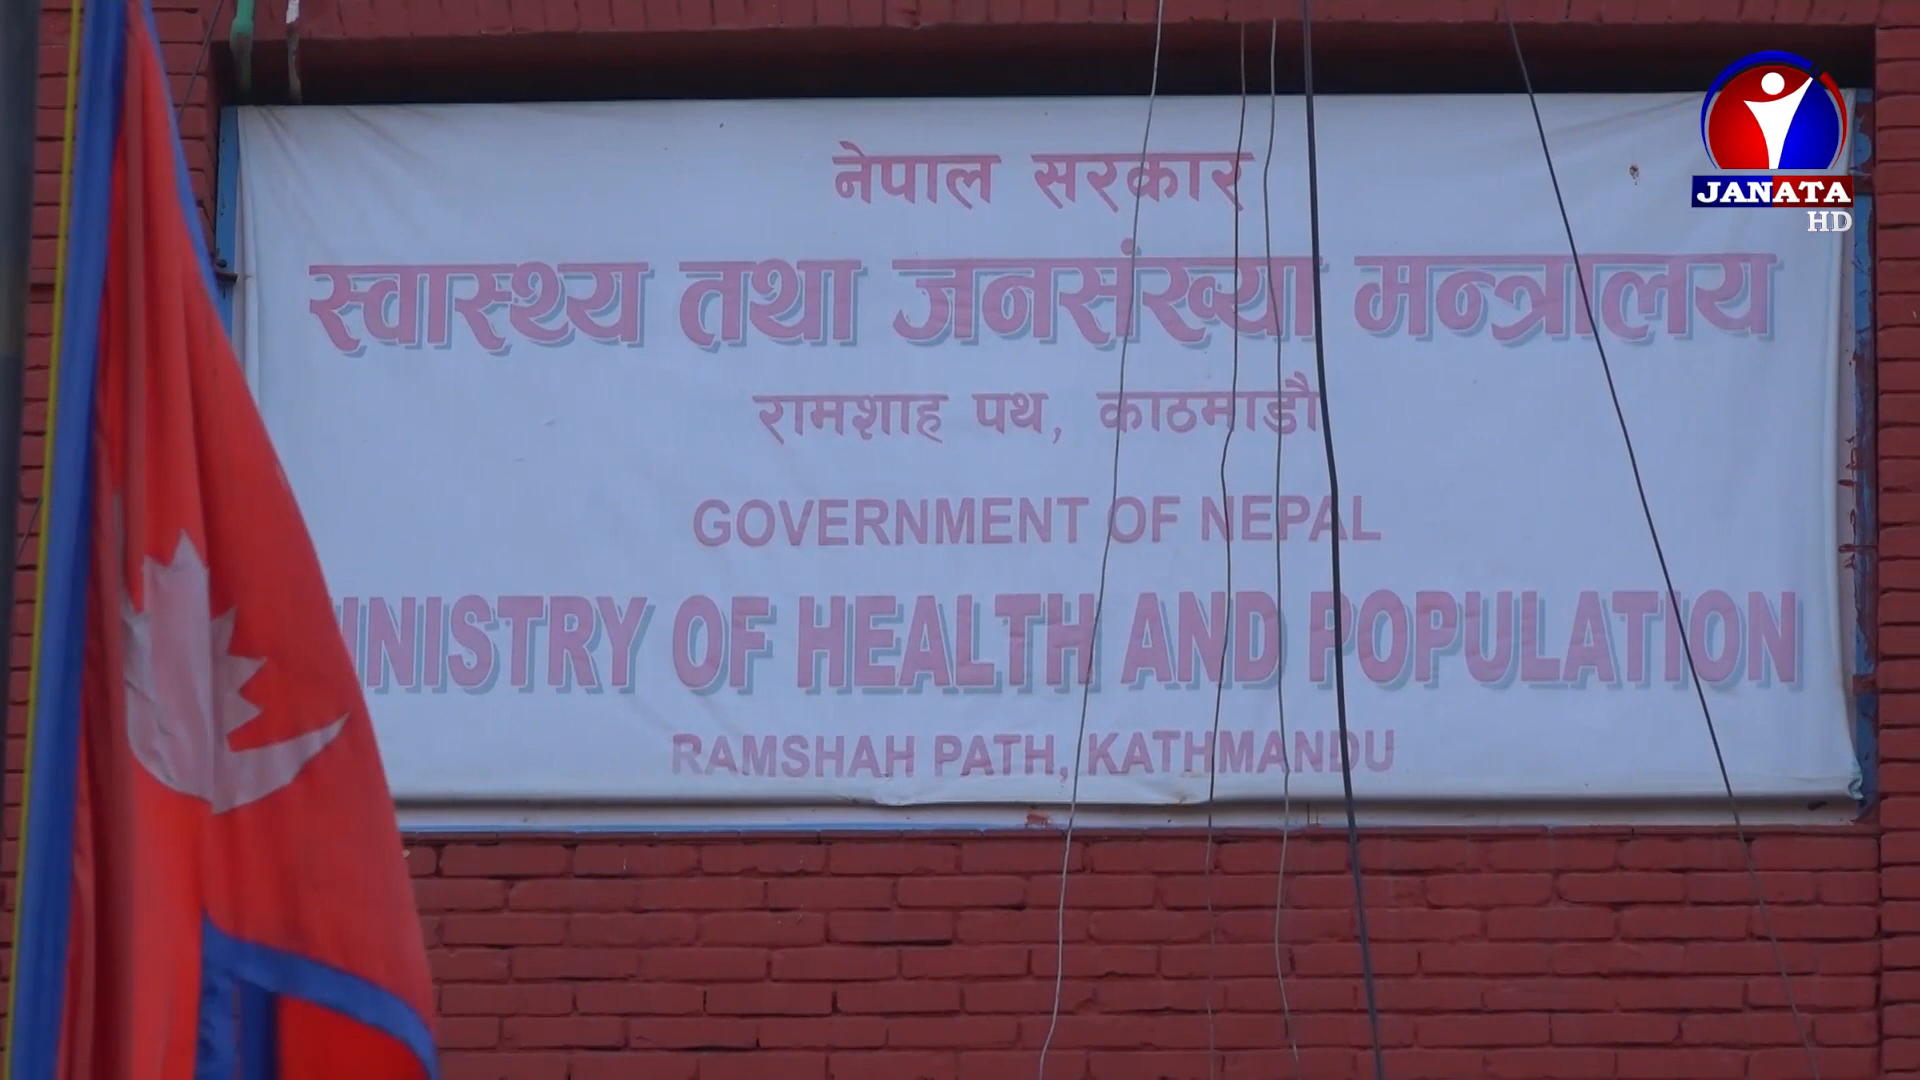 नेपाल सरकार
स्वास्थ्य तथा जनसंख्या मन्त्रालय
रामशाह पथ, काठमाडौ
GOVERNMENT OF NEPAL
INISTRY OF HEALTH AND POPULATION
RAMSHAH PATH, KATHMANDU
JANATA
HD